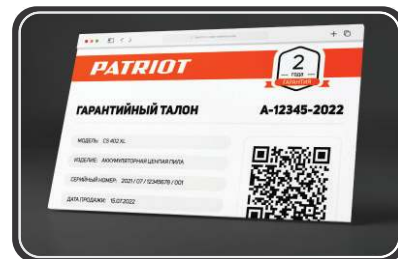 PATRIOT
2
ГОДА
ГАРАНТИЯ
ГАРАНТИЙНЫЙ ТАЛОН
A-12345-2022
МОДЕЛЬ: CS 402 XL
ИЗДЕЛИЕ: АККУМУЛЯТОРНАЯ ЦЕПНАЯ ПИЛА
СЕРИЙНЫЙ НОМЕР: 2021 / 07 / 12345678 / 001
ДАТА ПРОДАЖИ: 15.07.2022